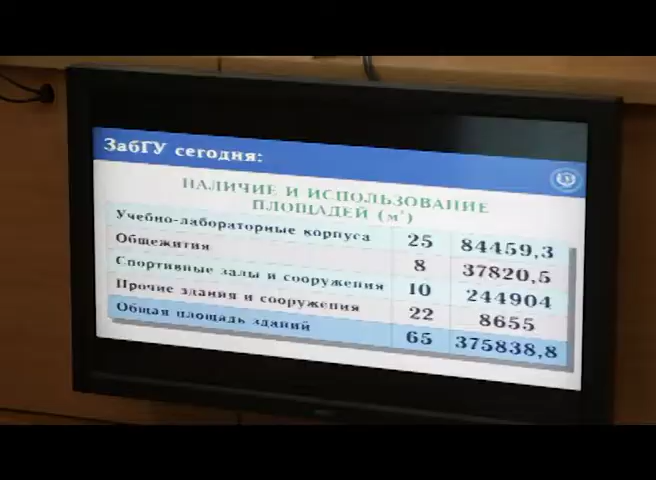 ЗабГУ сегодня:
НАЛИЧИЕ И ИСПОЛЬЗОВАНИЕ
ПЛОЩАДЕЙ (м²)
Учебно-лабораторные корпуса 25 84459,3
Общежития 8 37820,5
Спортивные залы и сооружения 10 244904
Прочие здания и сооружения 22 8655
Общая площадь зданий 65 375838,8